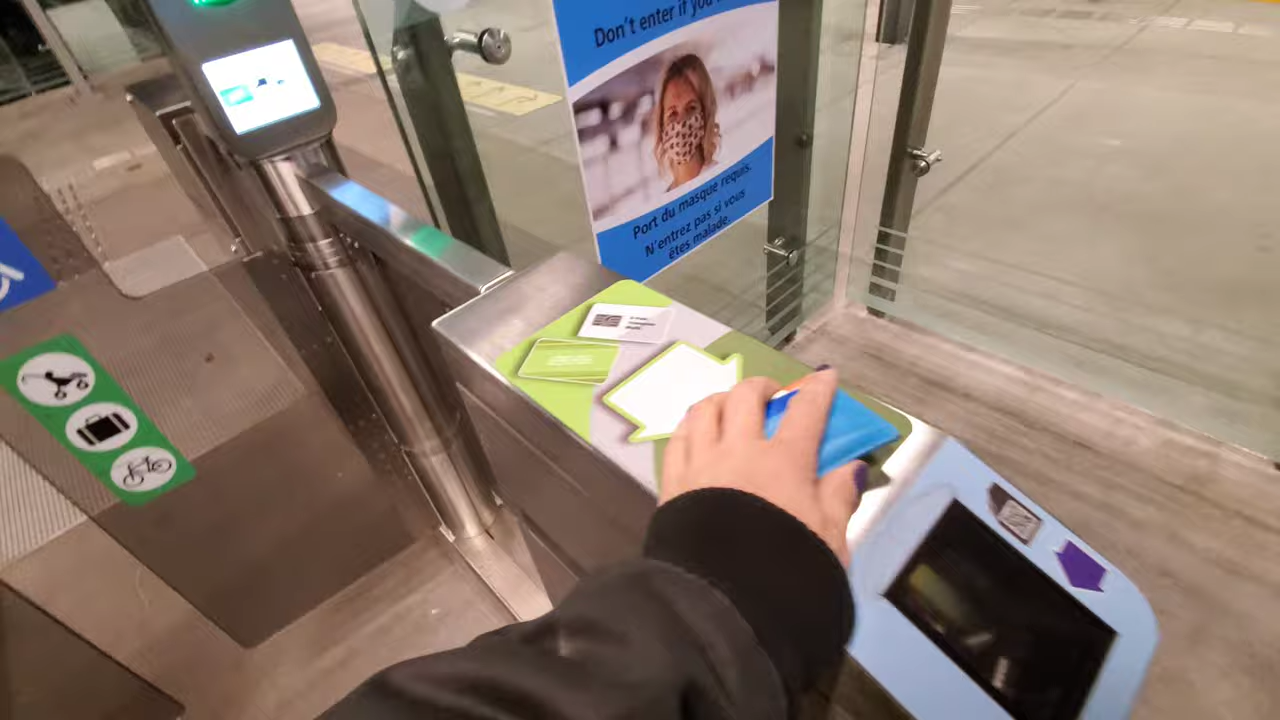 Don't enter if you
Port du masque requis.
N'entrez pas si vous
êtes malade.